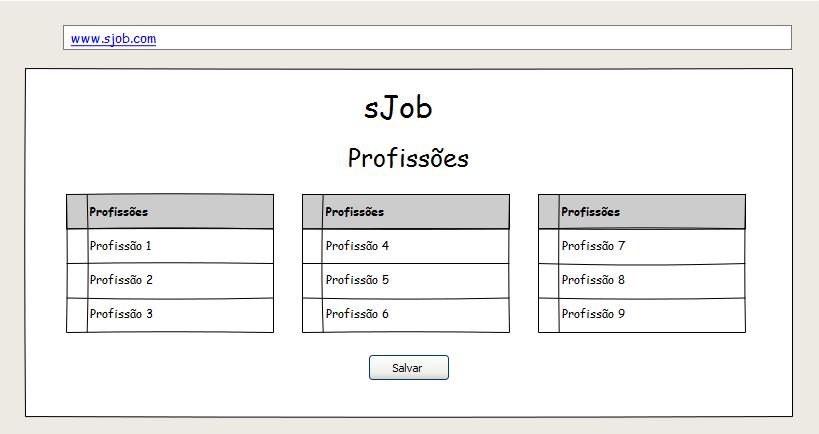 www.sjob.com
sJob
Profissões
Profissões Profissões Profissões
Profissão 1 Profissão 4 Profissão 7
Profissão 2 Profissão 5 Profissão 8
Profissão 3 Profissão 6 Profissão 9
Salvar